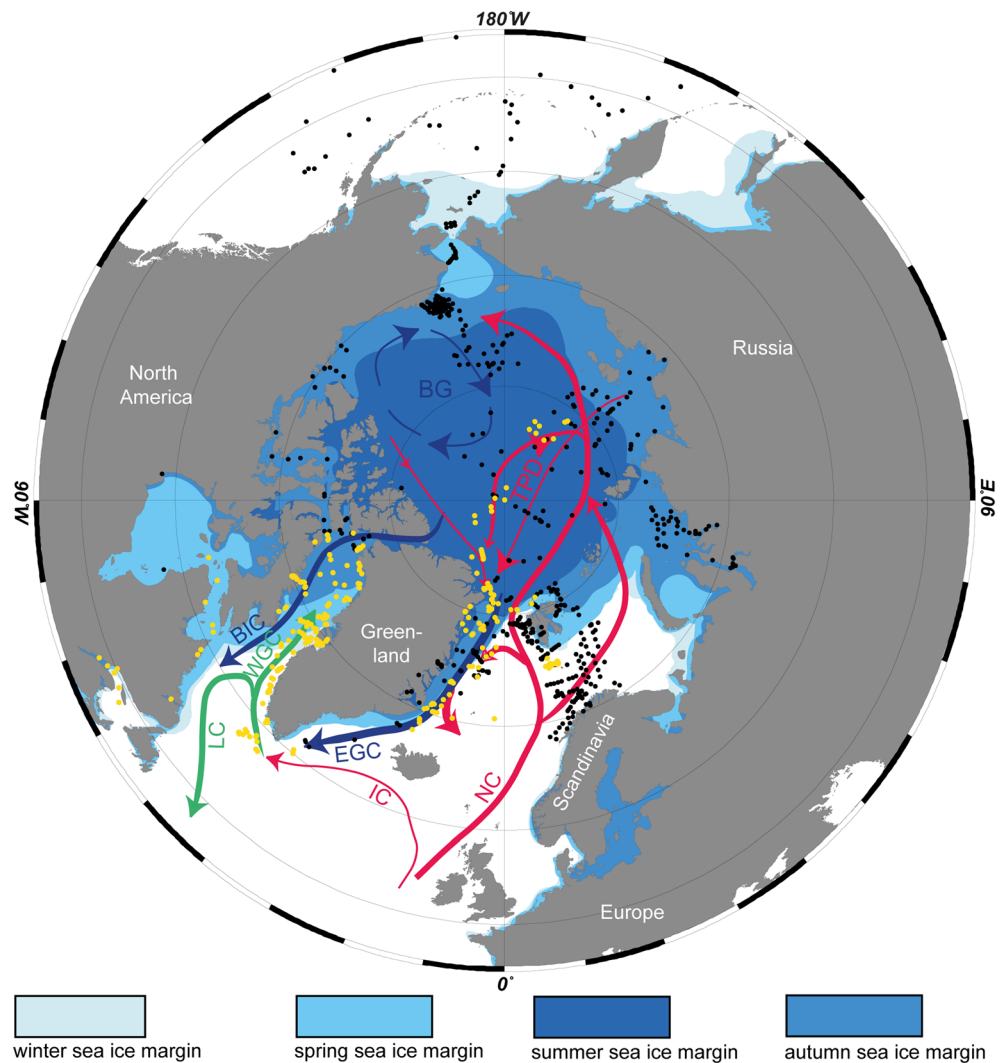 180°W
Russia
North
America
BG
TPD
90°W
90°E
BIC
WGC
Green-
land
LC
EGC
IC
NC
Scandinavia
Europe
0°
winter sea ice margin
spring sea ice margin
summer sea ice margin
autumn sea ice margin